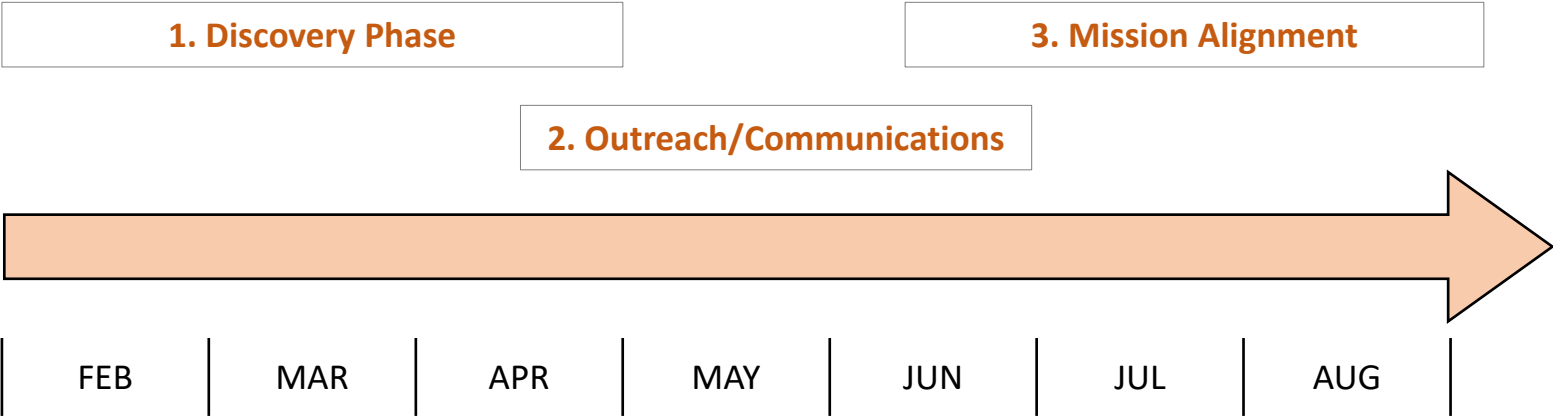 1. Discovery Phase
3. Mission Alignment
2. Outreach/Communications
FEB MAR APR MAY JUN JUL AUG